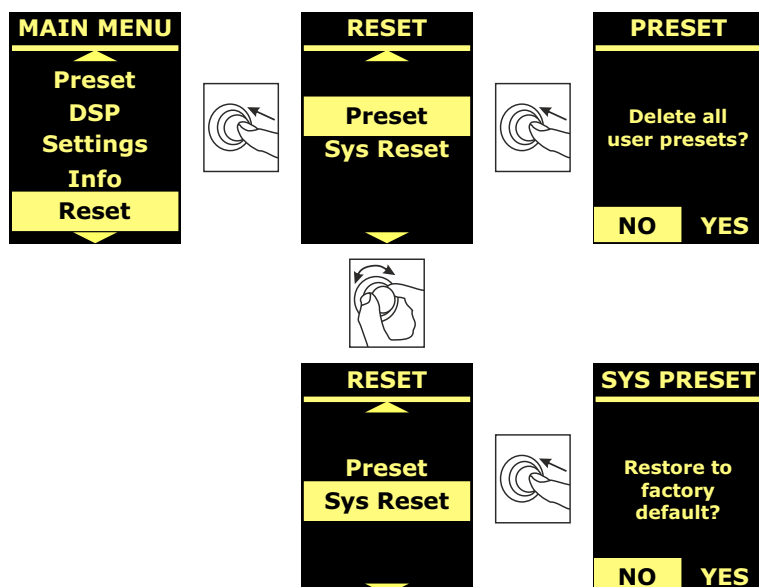 MAIN MENU
Preset
DSP
Settings
Info
Reset
RESET
Preset
Sys Reset
PRESET
Delete all
user presets?
NO YES
RESET
Preset
Sys Reset
SYS PRESET
Restore to
factory
default?
NO YES